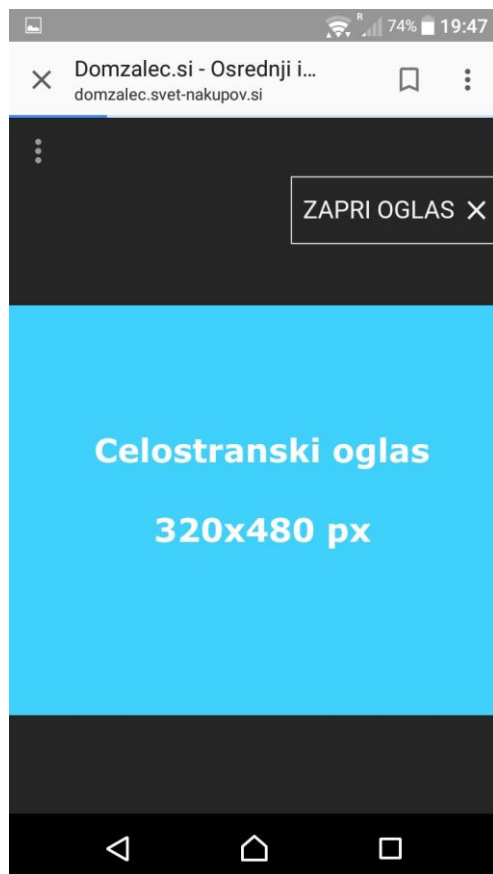 R
74%
19:47
Domzalec.si - Osrednji i...
domzalec.svet-nakupov.si
ZAPRI OGLAS X
Celostranski oglas
320x480 px